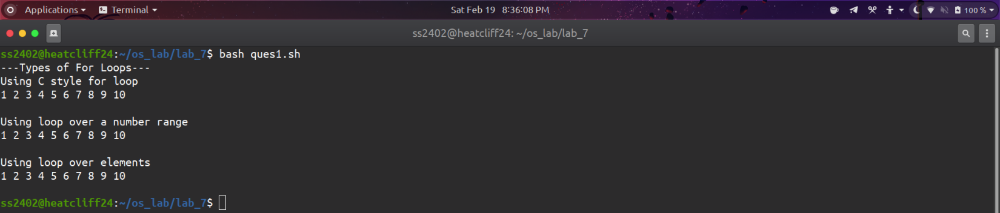 Applications Terminal Sat Feb 19 8:36:08 PM 100 %
ss2402@heatcliff24: ~/os_lab/lab_7
ss2402@heatcliff24:~/os_lab/lab_7$ bash ques1.sh
---Types of For Loops---
Using C style for loop
1 2 3 4 5 6 7 8 9 10
Using loop over a number range
1 2 3 4 5 6 7 8 9 10
Using loop over elements
1 2 3 4 5 6 7 8 9 10
ss2402@heatcliff24:~/os_lab/lab_7$